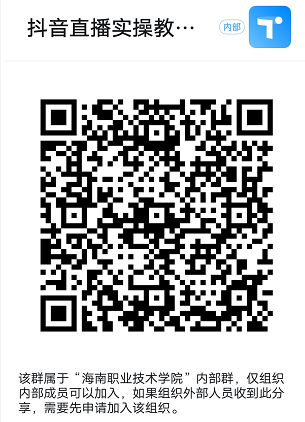 抖音直播实操教…
内部
该群属于“海南职业技术学院”内部群，仅组织
内部成员可以加入，如果组织外部人员收到此分
享，需要先申请加入该组织。